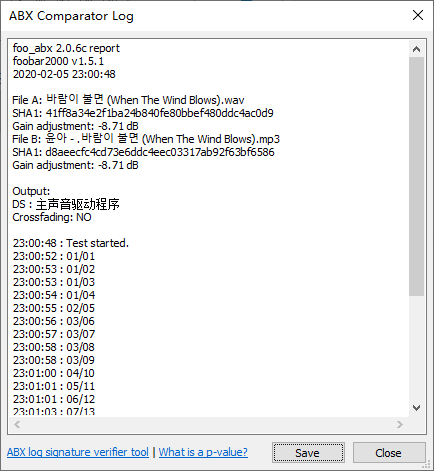 ABX Comparator Log
foo_abx 2.0.6c report
foobar2000 v1.5.1
2020-02-05 23:00:48
File A: 바람이 불면 (When The Wind Blows).wav
SHA1: 41ff8a34e2f1ba24b840fe80bbef480ddc4ac0d9
Gain adjustment: -8.71 dB
File B: 윤아 - .바람이 불면 (When The Wind Blows).mp3
SHA1: d8aeecfc4cd73e6ddc4eec03317ab92f63bf6586
Gain adjustment: -8.71 dB
Output:
DS : 主声音驱动程序
Crossfading: NO
23:00:48 : Test started.
23:00:52 : 01/01
23:00:53 : 01/02
23:00:53 : 01/03
23:00:54 : 01/04
23:00:55 : 02/05
23:00:56 : 03/06
23:00:57 : 03/07
23:00:58 : 03/08
23:00:58 : 03/09
23:01:00 : 04/10
23:01:01 : 05/11
23:01:01 : 06/12
23:01:03 : 07/13
ABX log signature verifier tool | What is a p-value? Save Close